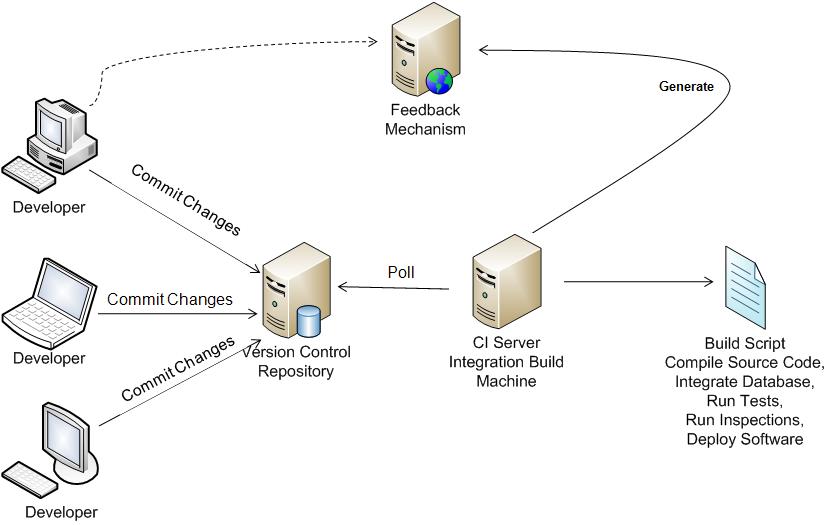 Feedback
Mechanism
Generate
Developer
Commit Changes
Developer
Commit Changes
Developer
Commit Changes
Version Control
Repository
Poll
CI Server
Integration Build
Machine
Build Script
Compile Source Code,
Integrate Database,
Run Tests,
Run Inspections,
Deploy Software